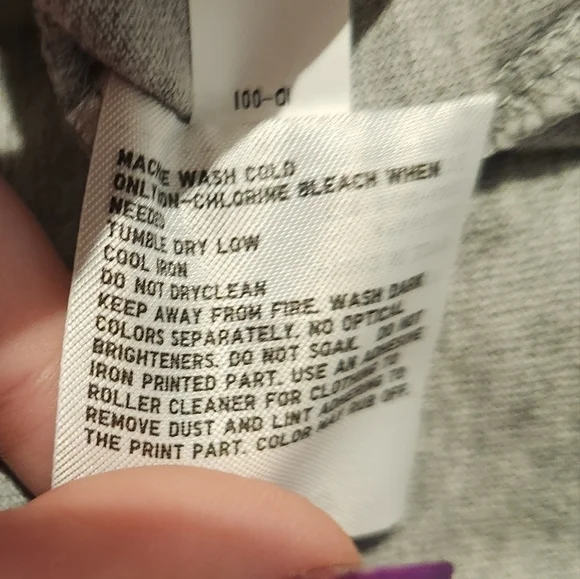 100-01
MACHINE WASH COLD
ONLY NON-CHLORINE BLEACH WHEN
NEEDED
TUMBLE DRY LOW
COOL IRON
DO NOT DRYCLEAN
KEEP AWAY FROM FIRE. WASH DARK
COLORS SEPARATELY. NO OPTICAL
BRIGHTENERS. DO NOT SOAK. DO NOT
IRON PRINTED PART. USE AN ADHESIVE
ROLLER CLEANER FOR CLOTHING TO
REMOVE DUST AND LINT ADHERING TO
THE PRINT PART. COLOR MAY RUB OFF.